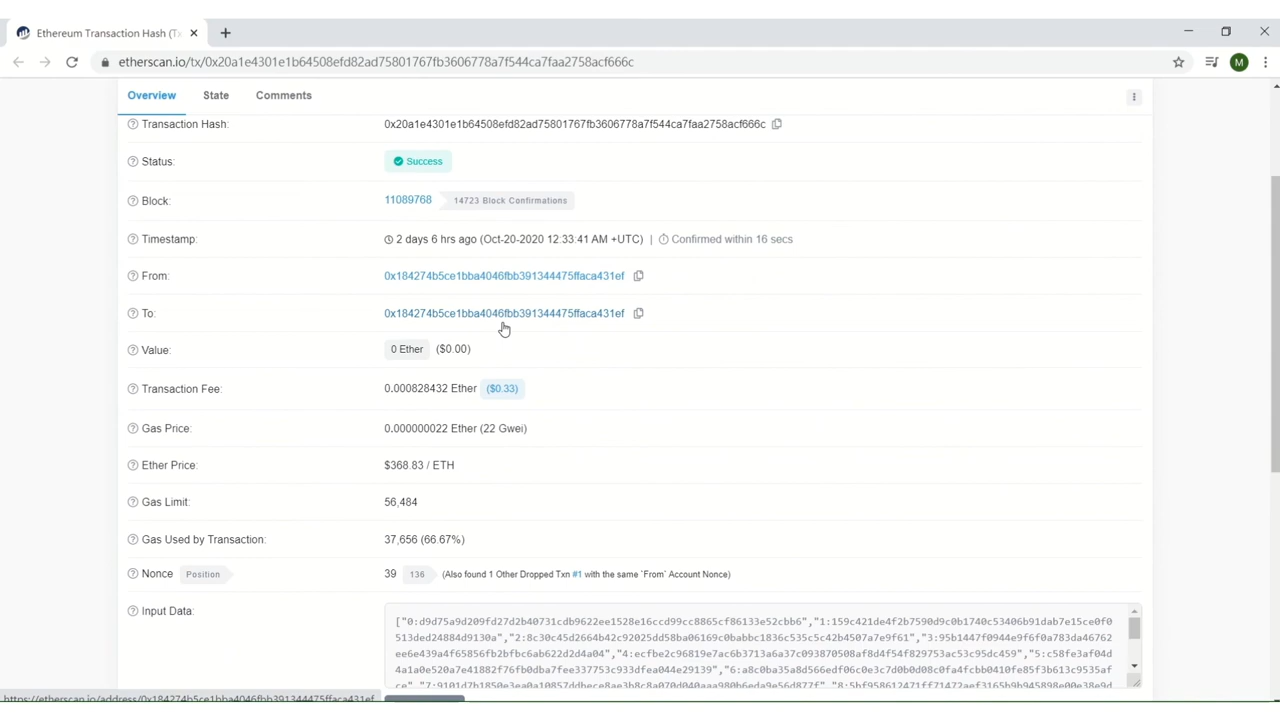 Ethereum Transaction Hash (Tx
etherscan.io/tx/0x20a1e4301e1b64508efd82ad75801767fb3606778a7f544ca7faa2758acf666c
M
Overview State Comments
Transaction Hash: 0x20a1e4301e1b64508efd82ad75801767fb3606778a7f544ca7faa2758acf666c
Status: Success
Block: 11089768 14723 Block Confirmations
Timestamp: 2 days 6 hrs ago (Oct-20-2020 12:33:41 AM +UTC) | Confirmed within 16 secs
From: 0x184274b5ce1bba4046fbb391344475ffaca431ef
To: 0x184274b5ce1bba4046fbb391344475ffaca431ef
Value: 0 Ether ($0.00)
Transaction Fee: 0.000828432 Ether ($0.33)
Gas Price: 0.000000022 Ether (22 Gwei)
Ether Price: $368.83 / ETH
Gas Limit: 56,484
Gas Used by Transaction: 37,656 (66.67%)
Nonce Position 39 136 (Also found 1 Other Dropped Txn #1 with the same `From` Account Nonce)
Input Data: ["0:d9d75a9d209fd27d2b40731cdb9622ee1528e16ccd99cc8865cf86133e52cbb6","1:159c421de4f2b7590d9c0b1740c53406b91dab7e15ce0f0
513ded24884d9130a","2:8c30c45d2664b42c92025dd58ba06169c0babbc1836c535c5c42b4507a7e9f61","3:95b1447f0944e9f6f0a783da46762
ee6e439a4f65856fb2bfbc6ab622d2d4a04","4:ecfbe2c96819e7ac6b3713a6a37c093870508af8d4f54f829753ac53c95dc459","5:c58fe3af04d
4a1a0e520a7e41882f76fb0dba7fee337753c933dfea044e29139","6:a8c0ba35a8d566edf06c0e3c7d0b0d08c0fa4fcbb0410fe85f3b613c9535af
https://etherscan.io/address/0x184274b5ce1bba4046fbb391344475ffaca431ef